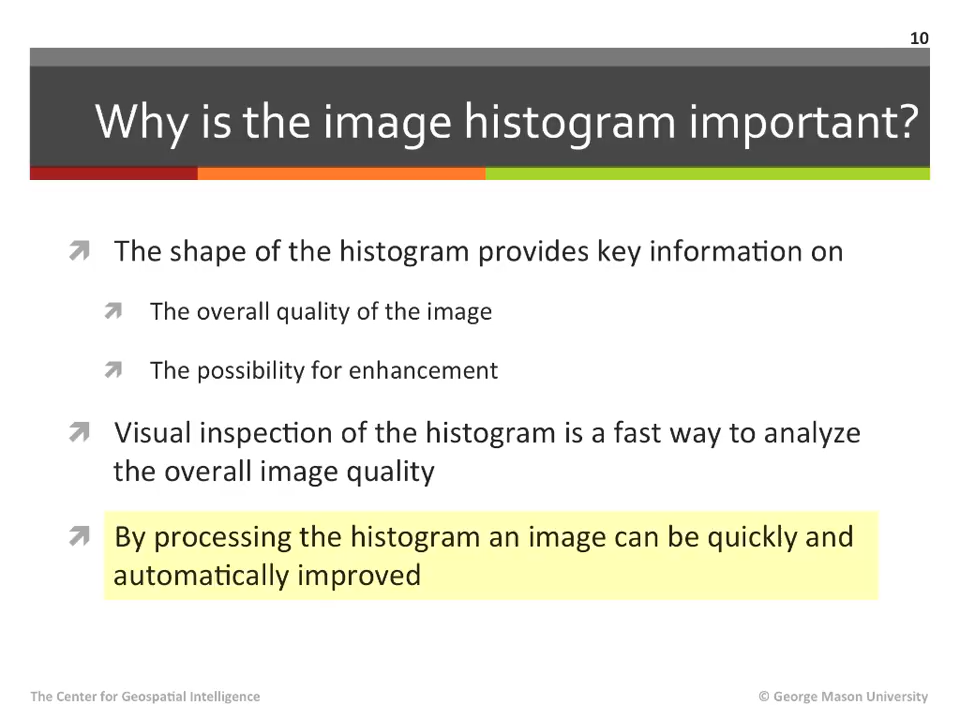 10
Why is the image histogram important?
The shape of the histogram provides key information on
The overall quality of the image
The possibility for enhancement
Visual inspection of the histogram is a fast way to analyze
the overall image quality
By processing the histogram an image can be quickly and
automatically improved
The Center for Geospatial Intelligence
© George Mason University